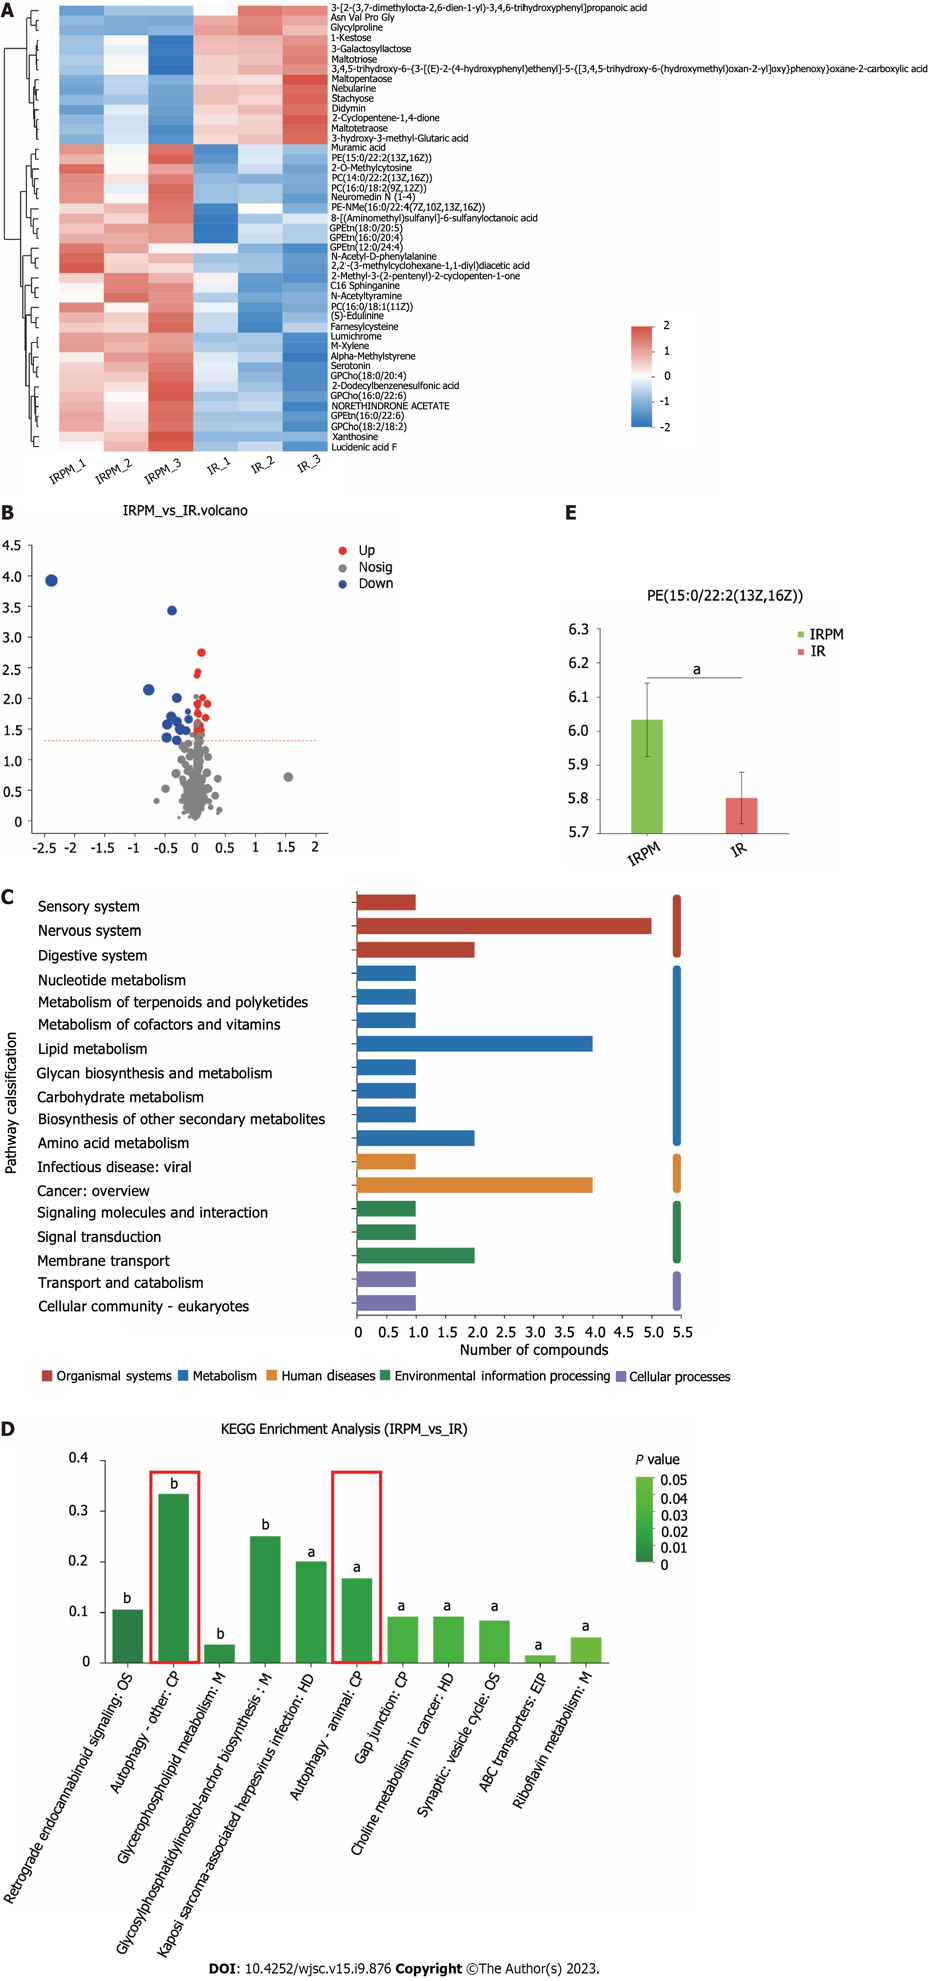 A
3-[2-(3,7-dimethylocta-2,6-dien-1-yl)-3,4,6-trihydroxyphenyl]propanoic acid
Asn Val Pro Gly
Glycylproline
1-Kestose
3-Galactosyllactose
Maltotriose
3,4,5-trihydroxy-6-{3-[(E)-2-(4-hydroxyphenyl)ethenyl]-5-{[3,4,5-trihydroxy-6-(hydroxymethyl)oxan-2-yl]oxy}phenoxy}oxane-2-carboxylic acid
Maltopentaose
Nebularine
Stachyose
Didymin
2-Cyclopentene-1,4-dione
Maltotetraose
3-hydroxy-3-methyl-Glutaric acid
Muramic acid
PE(15:0/22:2(13Z,16Z))
2-O-Methylcytosine
PC(14:0/22:2(13Z,16Z))
PC(16:0/18:2(9Z,12Z))
Neuromedin N (1-4)
PE-NMe(16:0/22:4(7Z,10Z,13Z,16Z))
8-[(Aminomethyl)sulfanyl]-6-sulfanyloctanoic acid
GPEtn(18:0/20:5)
GPEtn(16:0/20:4)
GPEtn(12:0/24:4)
N-Acetyl-D-phenylalanine
2,2'-(3-methylcyclohexane-1,1-diyl)diacetic acid
2-Methyl-3-(2-pentenyl)-2-cyclopenten-1-one
C16 Sphinganine
N-Acetyltyramine
PC(16:0/18:1(11Z))
(S)-Edulinine
Farnesylcysteine
Lumichrome
M-Xylene
Alpha-Methylstyrene
Serotonin
GPCho(18:0/20:4)
2-Dodecylbenzenesulfonic acid
GPCho(16:0/22:6)
NORETHINDRONE ACETATE
GPEtn(16:0/22:6)
GPCho(18:2/18:2)
Xanthosine
Lucidenic acid F
IRPM_1 IRPM_2 IRPM_3 IR_1 IR_2 IR_3
2
1
0
-1
-2
B
IRPM_vs_IR.volcano
Up
Nosig
Down
4.5
4.0
3.5
3.0
2.5
2.0
1.5
1.0
0.5
0
-2.5 -2 -1.5 -1 -0.5 0 0.5 1 1.5 2
E
PE(15:0/22:2(13Z,16Z))
IRPM
IR
a
6.3
6.2
6.1
6.0
5.9
5.8
5.7
IRPM IR
C
Pathway calssification
Sensory system
Nervous system
Digestive system
Nucleotide metabolism
Metabolism of terpenoids and polyketides
Metabolism of cofactors and vitamins
Lipid metabolism
Glycan biosynthesis and metabolism
Carbohydrate metabolism
Biosynthesis of other secondary metabolites
Amino acid metabolism
Infectious disease: viral
Cancer: overview
Signaling molecules and interaction
Signal transduction
Membrane transport
Transport and catabolism
Cellular community - eukaryotes
0 0.5 1.0 1.5 2.0 2.5 3.0 3.5 4.0 4.5 5.0 5.5
Number of compounds
Organismal systems Metabolism Human diseases Environmental information processing Cellular processes
D
KEGG Enrichment Analysis (IRPM_vs_IR)
P value
0.05
0.04
0.03
0.02
0.01
0
0.4
0.3
0.2
0.1
0
b b b b a a a a a a a
Retrograde endocannabinoid signaling: OS
Autophagy - other: CP
Glycerophospholipid metabolism: M
Glycosylphosphatidylinositol-anchor biosynthesis : M
Kaposi sarcoma-associated herpesvirus infection: HD
Autophagy - animal: CP
Gap junction: CP
Choline metabolism in cancer: HD
Synaptic: vesicle cycle: OS
ABC transporters: EIP
Riboflavin metabolism: M
DOI: 10.4252/wjsc.v15.i9.876 Copyright ©The Author(s) 2023.